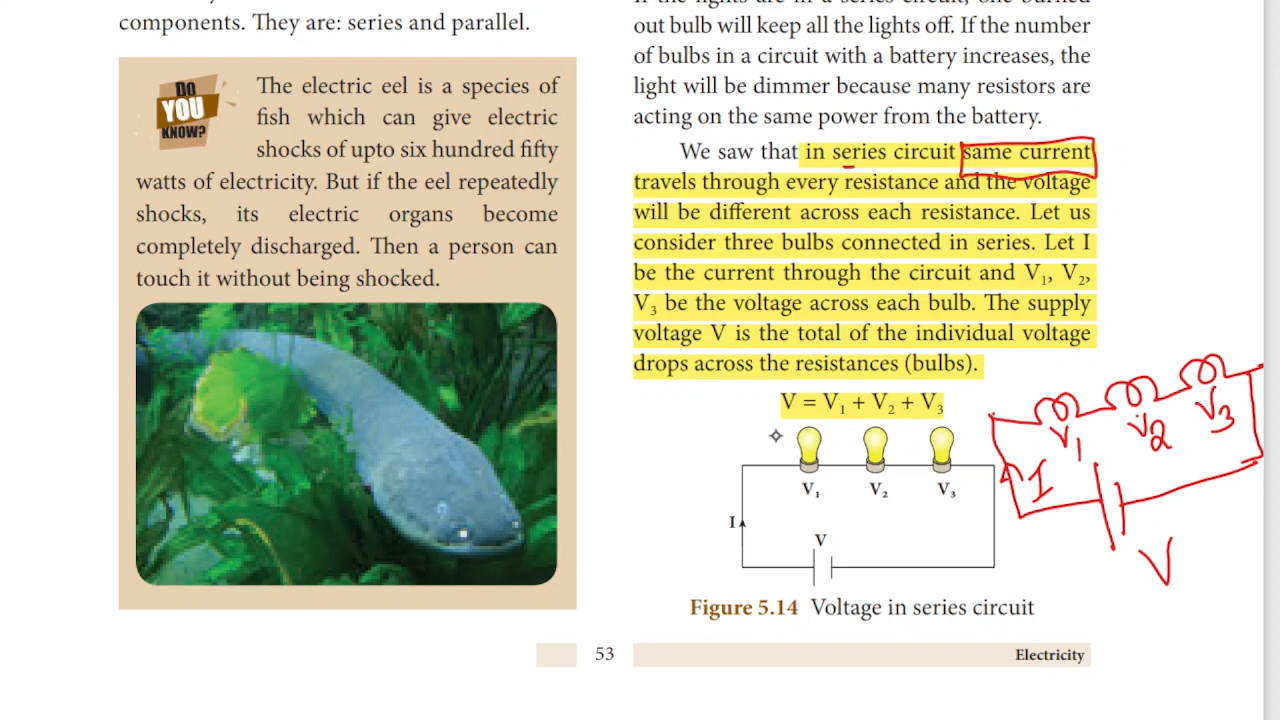 components. They are: series and parallel.
DO
YOU
KNOW?
The electric eel is a species of
fish which can give electric
shocks of upto six hundred fifty
watts of electricity. But if the eel repeatedly
shocks, its electric organs become
completely discharged. Then a person can
touch it without being shocked.
out bulb will keep all the lights off. If the number
of bulbs in a circuit with a battery increases, the
light will be dimmer because many resistors are
acting on the same power from the battery.
We saw that in series circuit same current
travels through every resistance and the voltage
will be different across each resistance. Let us
consider three bulbs connected in series. Let I
be the current through the circuit and V₁, V₂,
V₃ be the voltage across each bulb. The supply
voltage V is the total of the individual voltage
drops across the resistances (bulbs).
V = V₁ + V₂ + V₃
V₁ V₂ V₃
I
V
V₁ V₂ V₃
I
V
Figure 5.14 Voltage in series circuit
53
Electricity